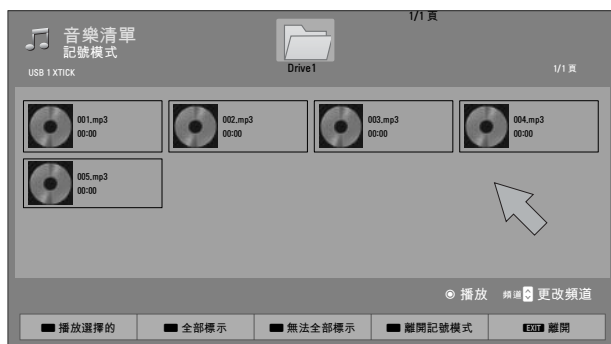 1/1 頁
音樂清單
記號模式
USB 1 XTICK
Drive1
1/1 頁
001.mp3
00:00
002.mp3
00:00
003.mp3
00:00
004.mp3
00:00
005.mp3
00:00
播放 頻道 更改頻道
播放選擇的 全部標示 無法全部標示 離開記號模式 EXIT 離開